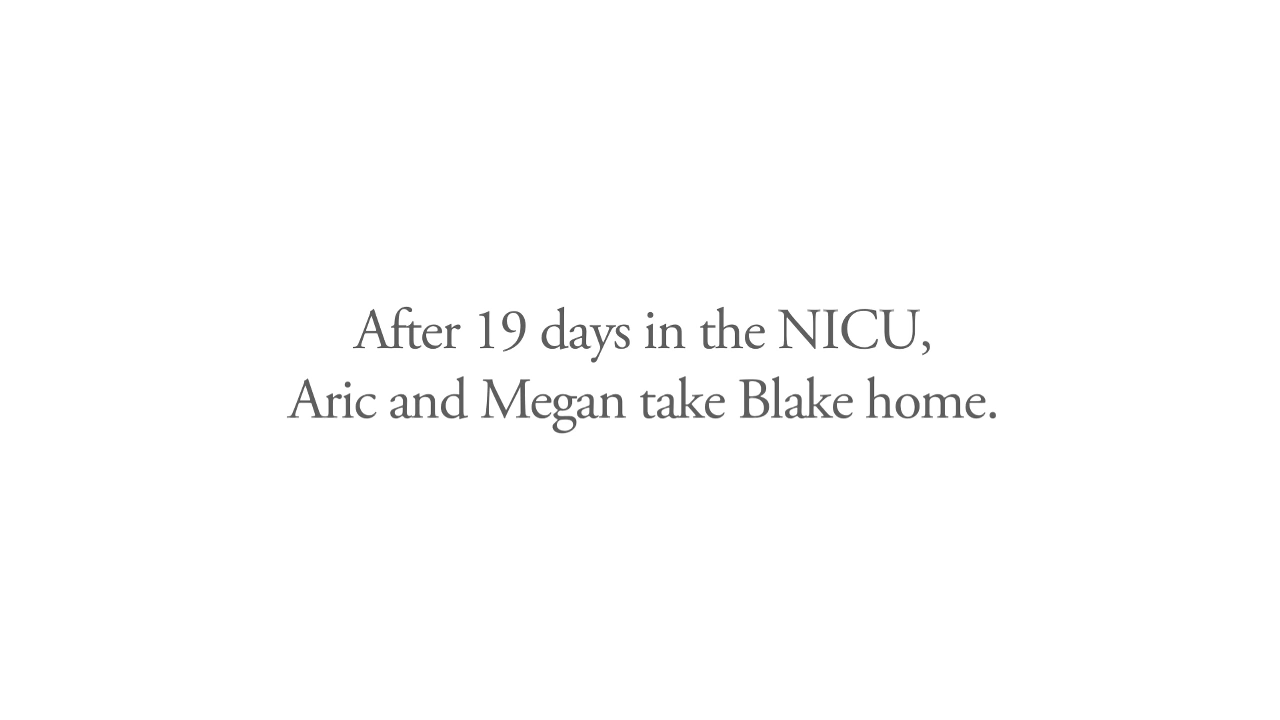 After 19 days in the NICU,
Aric and Megan take Blake home.